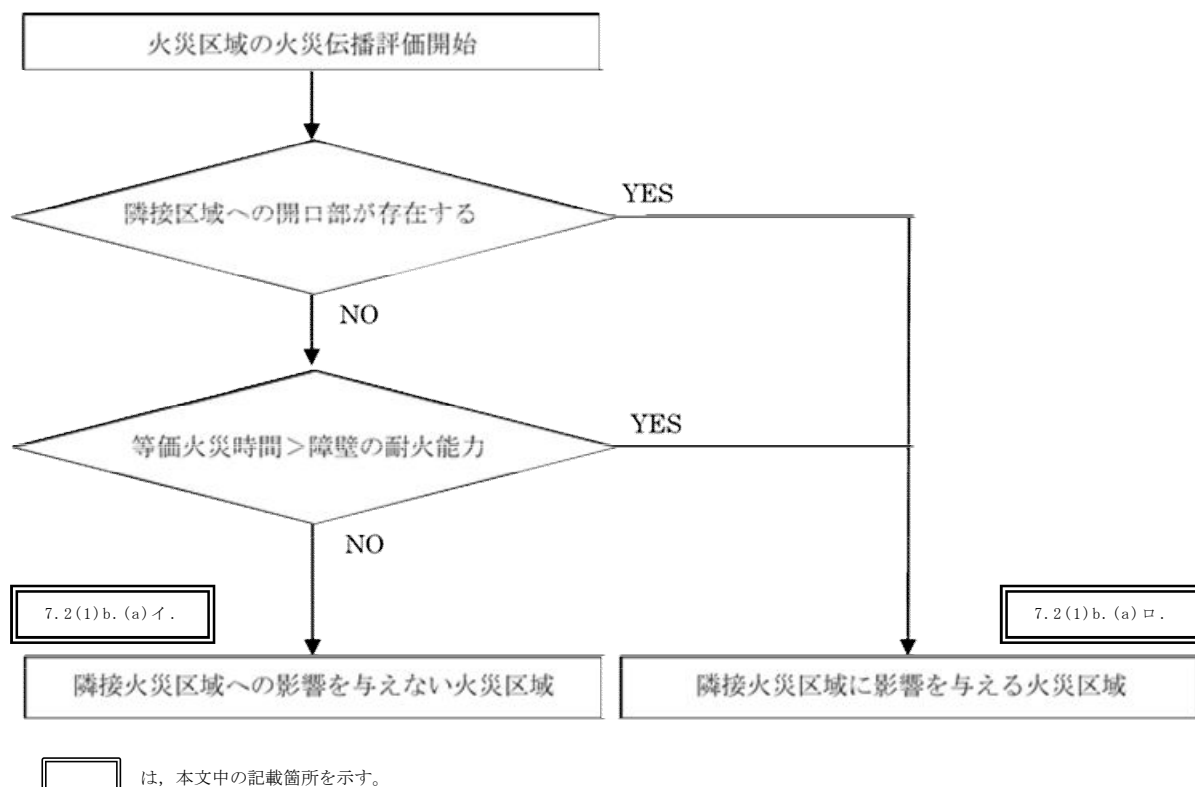 火災区域の火災伝播評価開始
隣接区域への開口部が存在する
YES
NO
等価火災時間＞障壁の耐火能力
YES
NO
7.2(1)b.(a)イ.
7.2(1)b.(a)ロ.
隣接火災区域への影響を与えない火災区域
隣接火災区域に影響を与える火災区域
は，本文中の記載箇所を示す。